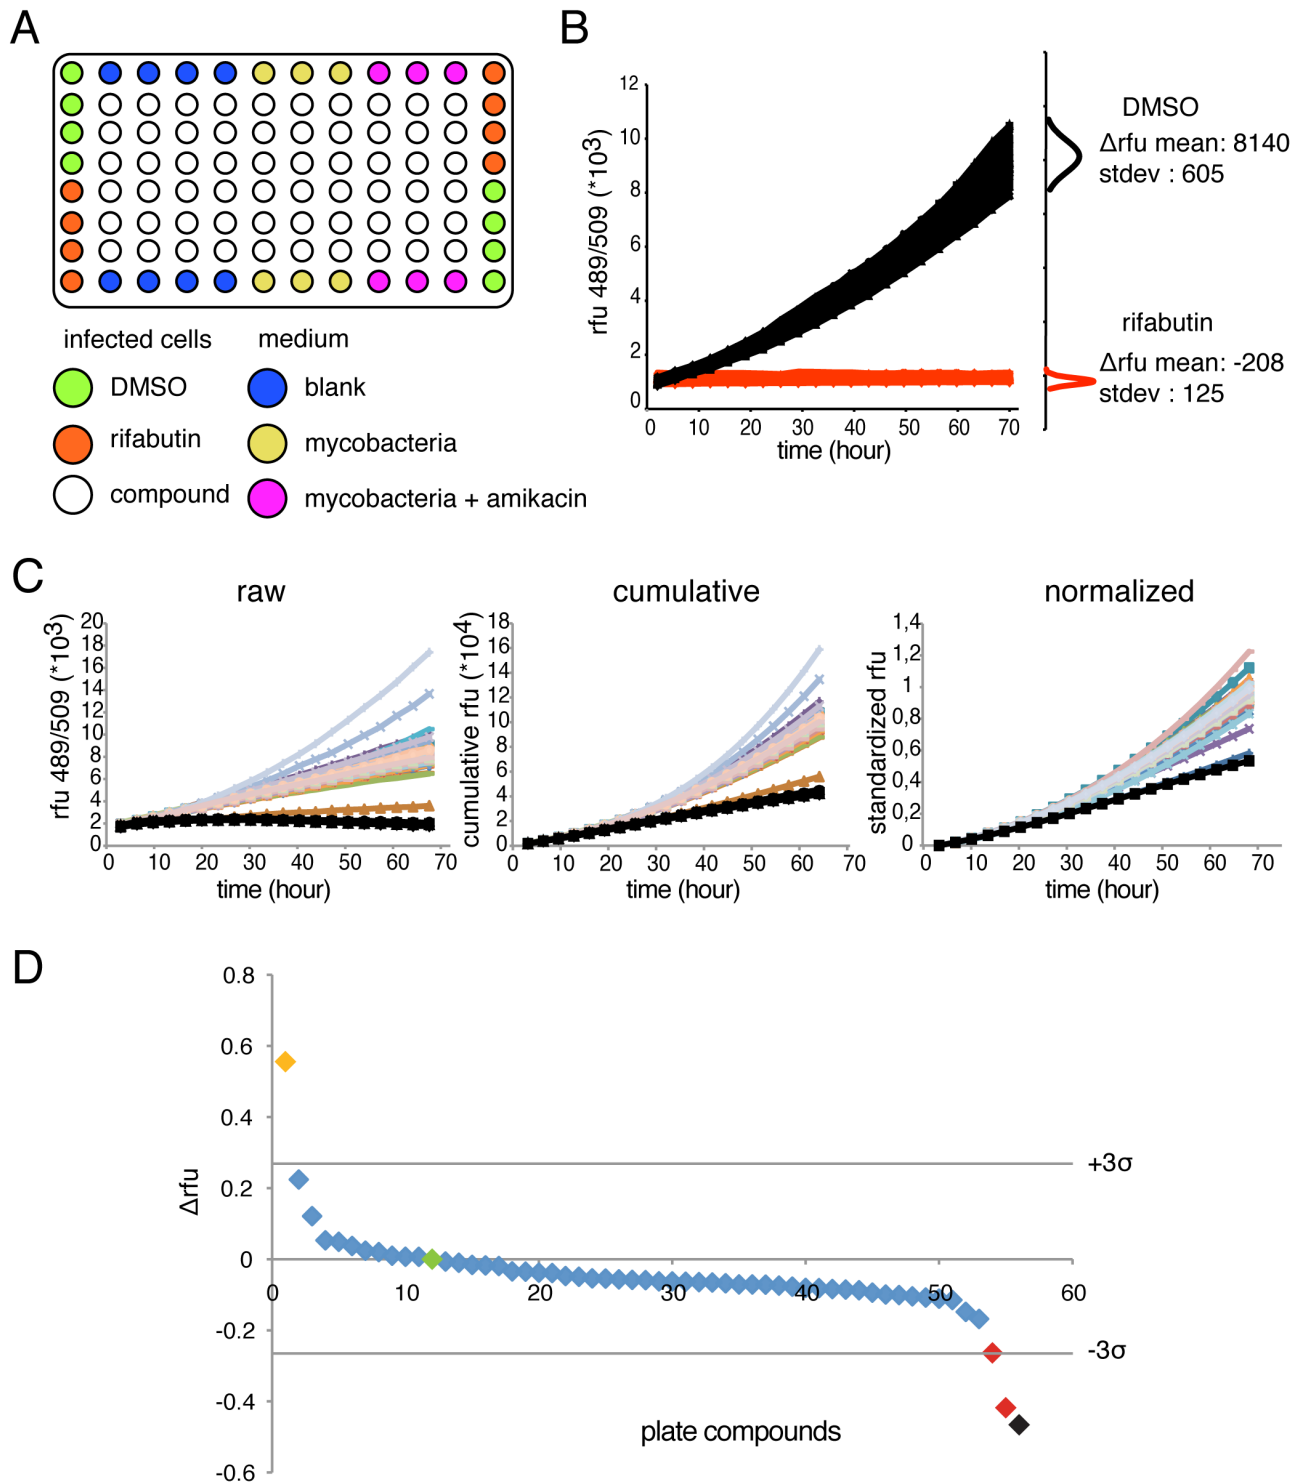 A
infected cells
medium
DMSO
blank
rifabutin
mycobacteria
compound
mycobacteria + amikacin
B
rfu 489/509 (*10³)
12
10
8
6
4
2
0
0 10 20 30 40 50 60 70
time (hour)
DMSO
Δrfu mean: 8140
stdev : 605
rifabutin
Δrfu mean: -208
stdev : 125
C
raw
rfu 489/509 (*10³)
20
18
16
14
12
10
8
6
4
2
0
0 10 20 30 40 50 60 70
time (hour)
cumulative
cumulative rfu (*10⁴)
18
16
14
12
10
8
6
4
2
0
0 10 20 30 40 50 60 70
time (hour)
normalized
standardized rfu
1,4
1,2
1
0,8
0,6
0,4
0,2
0
0 10 20 30 40 50 60 70
time (hour)
D
Δrfu
0.8
0.6
0.4
0.2
0
-0.2
-0.4
-0.6
0 10 20 30 40 50 60
+3σ
-3σ
plate compounds